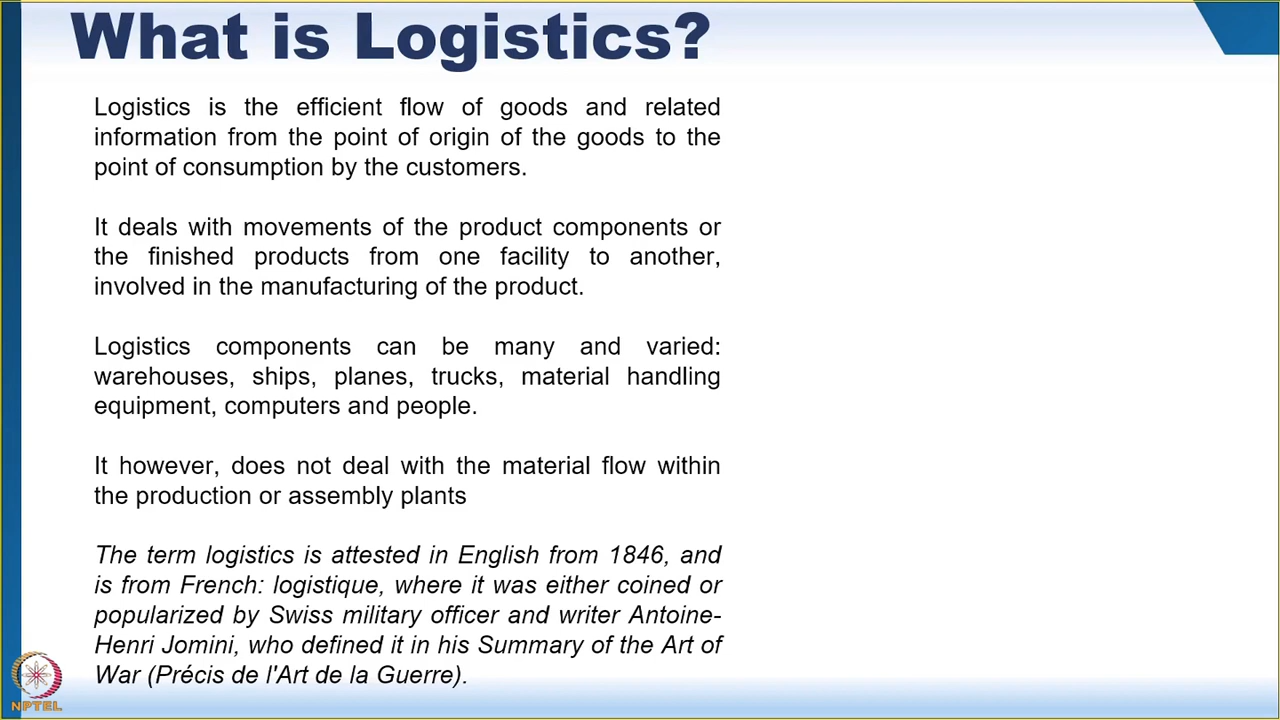 What is Logistics?
Logistics is the efficient flow of goods and related
information from the point of origin of the goods to the
point of consumption by the customers.
It deals with movements of the product components or
the finished products from one facility to another,
involved in the manufacturing of the product.
Logistics components can be many and varied:
warehouses, ships, planes, trucks, material handling
equipment, computers and people.
It however, does not deal with the material flow within
the production or assembly plants
The term logistics is attested in English from 1846, and
is from French: logistique, where it was either coined or
popularized by Swiss military officer and writer Antoine-
Henri Jomini, who defined it in his Summary of the Art of
War (Précis de l'Art de la Guerre).
NPTEL